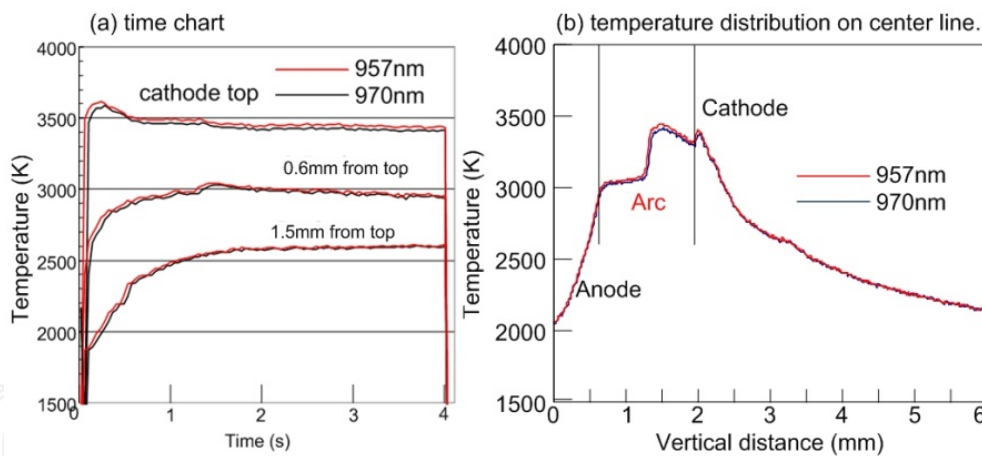 (a) time chart
4000
3500
3000
2500
2000
1500
Temperature (K)
957nm
970nm
cathode top
0.6mm from top
1.5mm from top
0
1
2
3
4
Time (s)
(b) temperature distribution on center line.
4000
3500
3000
2500
2000
1500
Temperature (K)
Cathode
957nm
970nm
Arc
Anode
0
1
2
3
4
5
6
Vertical distance (mm)